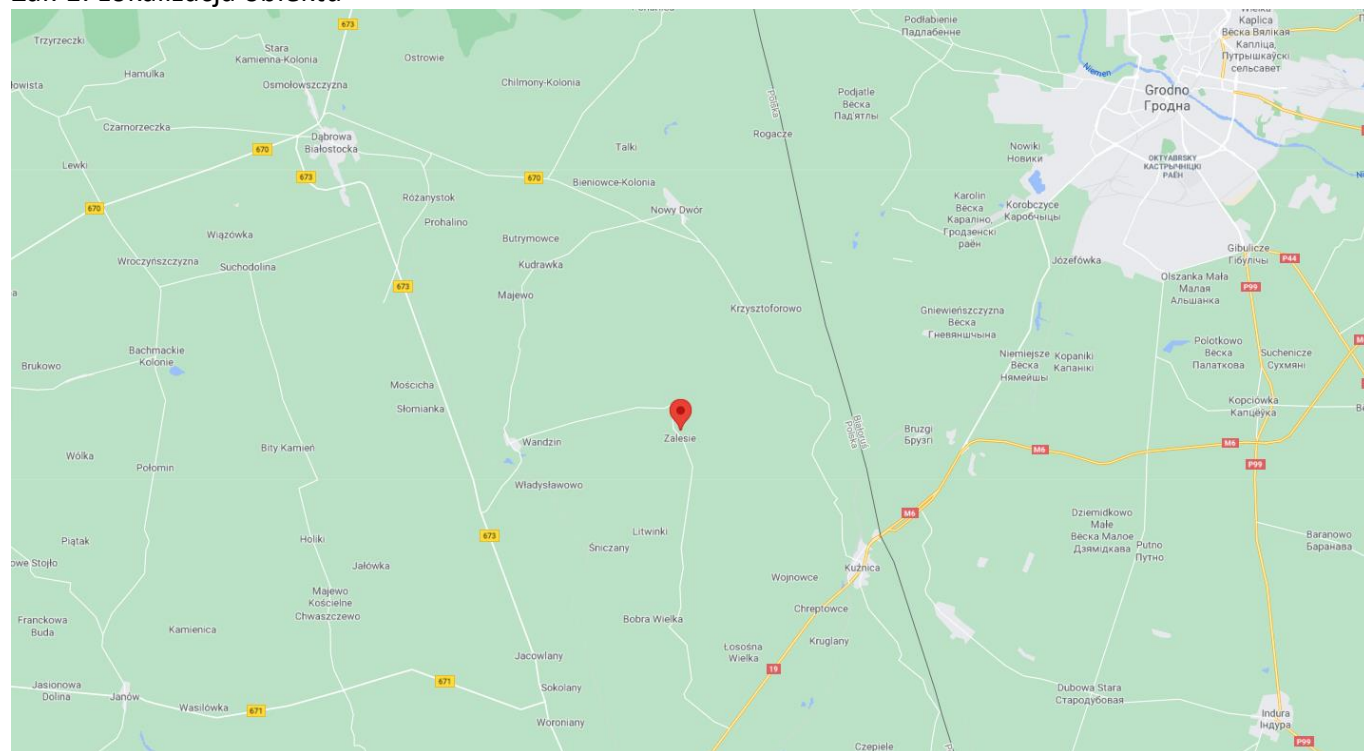 Podłabienie
Падлабенне
Kaplica
Вёска Вялікая
Капліца,
Путрышкаўскі
сельсавет
Trzyrzeczki
673
Stara
Kamienna-Kolonia
Ostrowie
Hamulka
Osmołowszczyzna
Chilmony-Kolonia
Polska
Niemen
Podjatle
Вёска
Пад'ятлы
Grodno
Гродна
Czarnorzeczka
Dąbrowa
Białostocka
Rogacze
670
Talki
Nowiki
Новики
OKTYABRSKY
КАСТРЫЧНІЦКІ
РАЁН
Lewki
673
670
Bieniowce-Kolonia
Różanystok
Karolin
Вёска
Караліно,
Гродзенскі
раён
Korobczyce
Каробчыцы
670
Prohalino
Nowy Dwór
Wiązówka
Butrymowce
Gibulicze
Гібулічы
P44
Wroczyńszczyzna
Suchodolina
Kudrawka
Józefówka
Olszanka Mała
Малая
Альшанка
P99
673
Majewo
Krzysztoforowo
Gniewieńszczyzna
Вёска
Гневяншчына
Bachmackie
Kolonie
Brukowo
Niemiejsze
Вёска
Нямейшы
Kopaniki
Капанікі
Polotkowo
Вёска
Палаткова
Suchenicze
Сухмяні
Mościcha
Słomianka
Kopciówka
Капцёўка
Zalesie
Białoruś
Polska
Bruzgi
Брузгі
Wandzin
Bity Kamień
M6
M6
Wólka
Połomin
P99
Władysławowo
M6
Dziemidkowo
Małe
Вёска Малое
Дзямідкава
Putno
Путно
Baranowo
Баранава
Piątak
Holiki
673
Litwinki
Śniczany
Jałówka
Kuźnica
Wojnowce
Majewo
Kościelne
Chwaszczewo
Franckowa
Buda
Kamienica
Bobra Wielka
Chreptowce
Kruglany
Łosośna
Wielka
Jacowlany
19
Jasionowa
Dolina
Janów
671
Sokolany
Dubowa Stara
Стародубовая
Wasilówka
671
Woroniany
Indura
Індура
Czepiele
P99